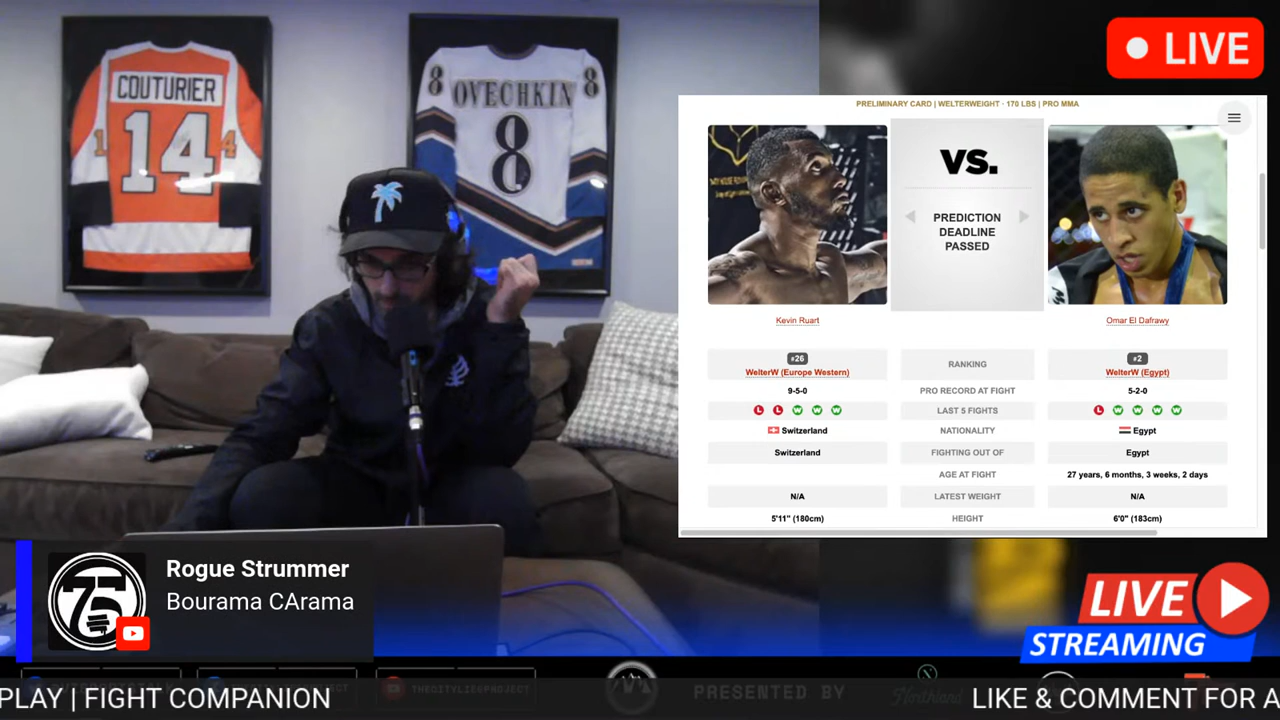 COUTURIER
14
14
8 OVECHKIN 8
8
LIVE
PRELIMINARY CARD | WELTERWEIGHT · 170 LBS | PRO MMA
VS.
PREDICTION
DEADLINE
PASSED
Kevin Ruart
Omar El Dafrawy
#26
WelterW (Europe Western)
RANKING
#2
WelterW (Egypt)
9-5-0
PRO RECORD AT FIGHT
5-2-0
L L W W W
LAST 5 FIGHTS
L W W W W
Switzerland
NATIONALITY
Egypt
Switzerland
FIGHTING OUT OF
Egypt
AGE AT FIGHT
27 years, 6 months, 3 weeks, 2 days
N/A
LATEST WEIGHT
N/A
5'11" (180cm)
HEIGHT
6'0" (183cm)
Rogue Strummer
Bourama CArama
75
LIVE
STREAMING
PRESENTED BY
PLAY | FIGHT COMPANION
LIKE & COMMENT FOR A